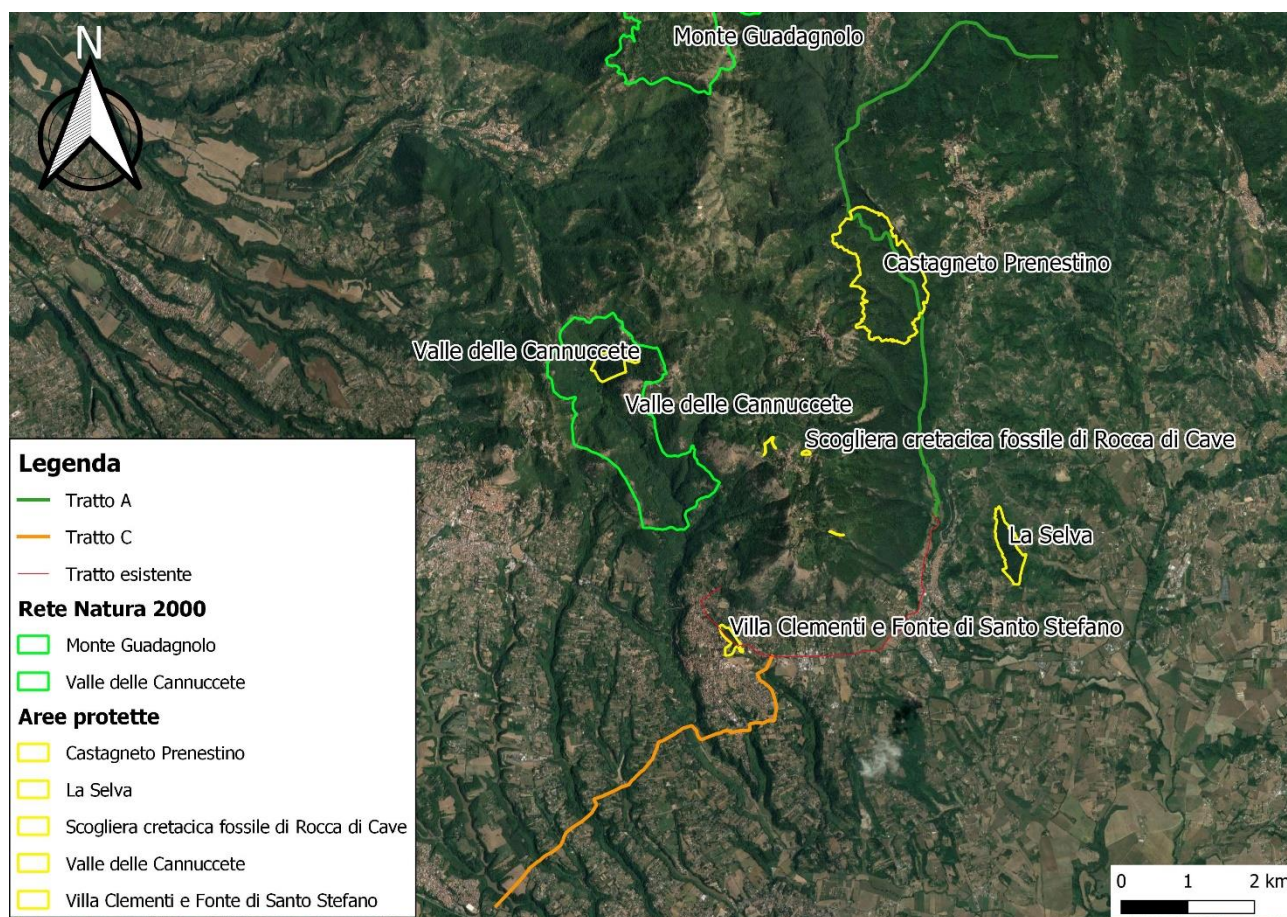 N
Monte Guadagnolo
Castagneto Prenestino
Valle delle Cannuccete
Valle delle Cannuccete
Scogliera cretacica fossile di Rocca di Cave
La Selva
Villa Clementi e Fonte di Santo Stefano
Legenda
Tratto A
Tratto C
Tratto esistente
Rete Natura 2000
Monte Guadagnolo
Valle delle Cannuccete
Aree protette
Castagneto Prenestino
La Selva
Scogliera cretacica fossile di Rocca di Cave
Valle delle Cannuccete
Villa Clementi e Fonte di Santo Stefano
0 1 2 km